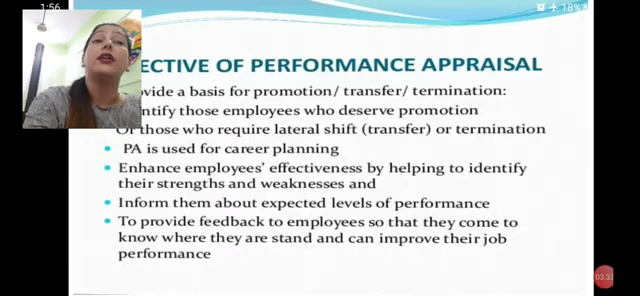 1:56
18%
ECTIVE OF PERFORMANCE APPRAISAL
ovide a basis for promotion/ transfer/ termination:
entify those employees who deserve promotion
Or those who require lateral shift (transfer) or termination
PA is used for career planning
Enhance employees' effectiveness by helping to identify
their strengths and weaknesses and
Inform them about expected levels of performance
To provide feedback to employees so that they come to
know where they are stand and can improve their job
performance